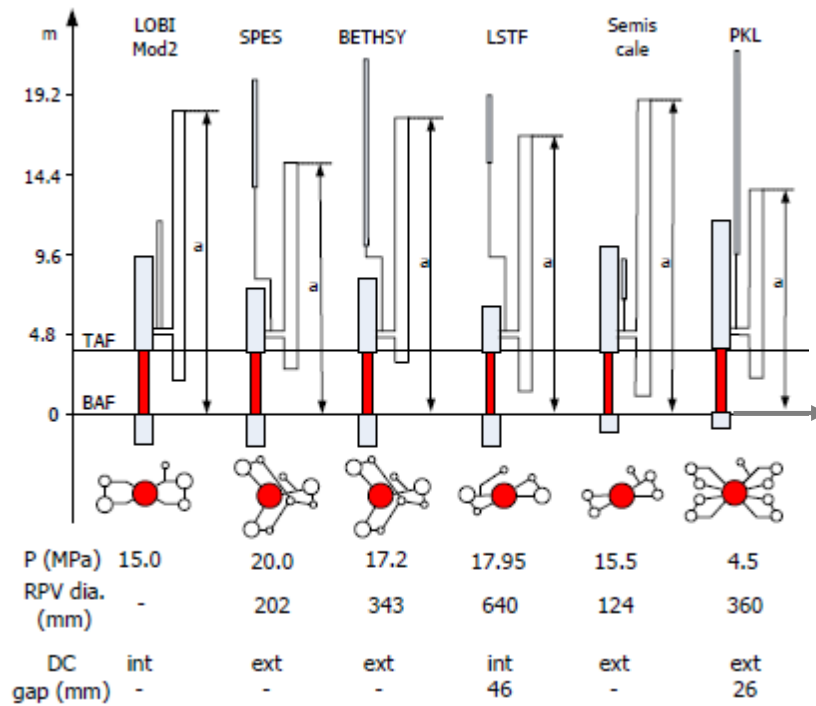 m
LOBI
Mod2
SPES
BETHSY
LSTF
Semis
cale
PKL
19.2
14.4
9.6
4.8
0
TAF
BAF
a
a
a
a
a
a
P (MPa) 15.0 20.0 17.2 17.95 15.5 4.5
RPV dia.
(mm)
- 202 343 640 124 360
DC int ext ext int ext ext
gap (mm) - - - 46 - 26